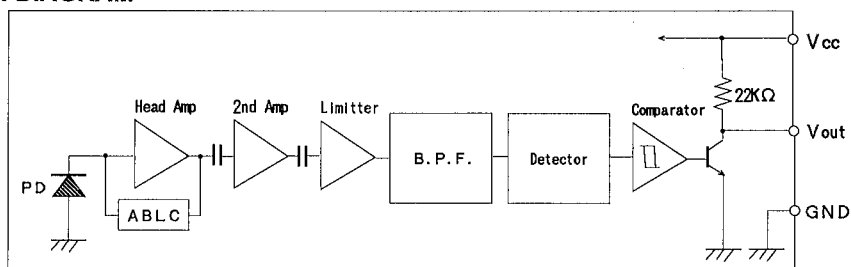 Vcc
Head Amp
2nd Amp
Limitter
Comparator
22KΩ
Vout
B.P.F.
Detector
PD
ABLC
GND